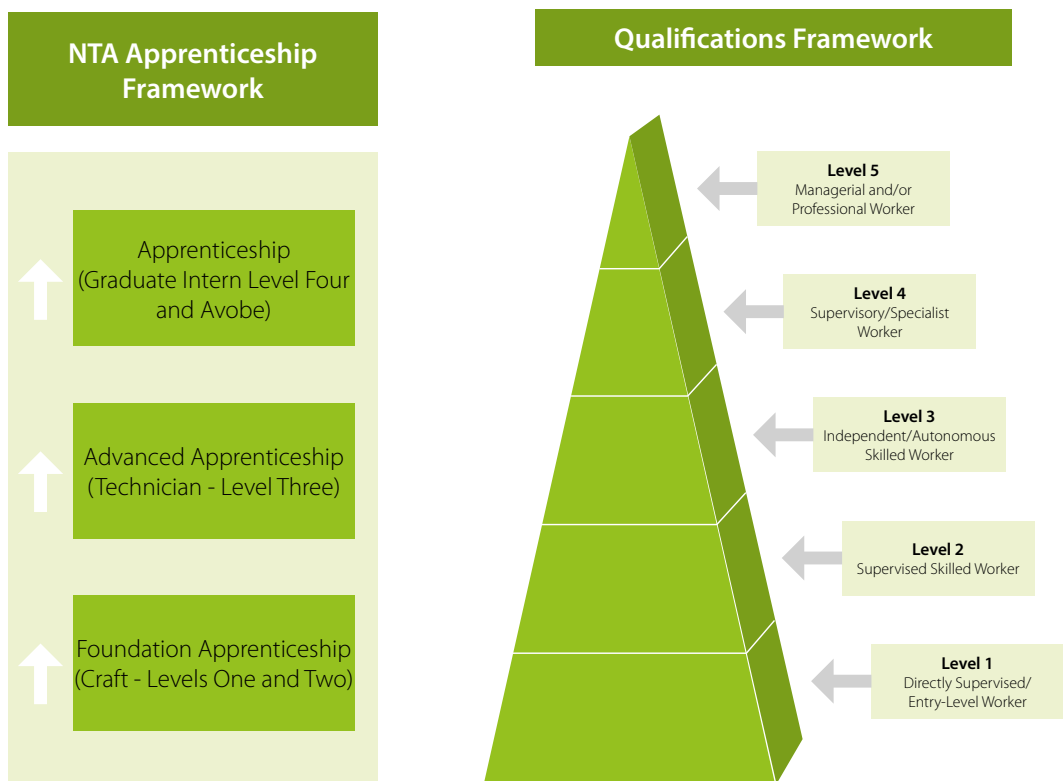 NTA Apprenticeship
Framework
Apprenticeship
(Graduate Intern Level Four
and Avobe)
Advanced Apprenticeship
(Technician - Level Three)
Foundation Apprenticeship
(Craft - Levels One and Two)
Qualifications Framework
Level 5
Managerial and/or
Professional Worker
Level 4
Supervisory/Specialist
Worker
Level 3
Independent/Autonomous
Skilled Worker
Level 2
Supervised Skilled Worker
Level 1
Directly Supervised/
Entry-Level Worker